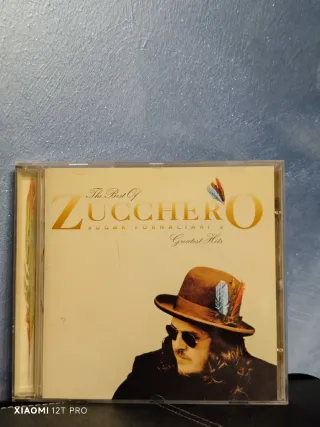 The Best Of
ZUCCHERO
SUGAR FORNACIARI'S
Greatest Hits
XIAOMI 12T PRO